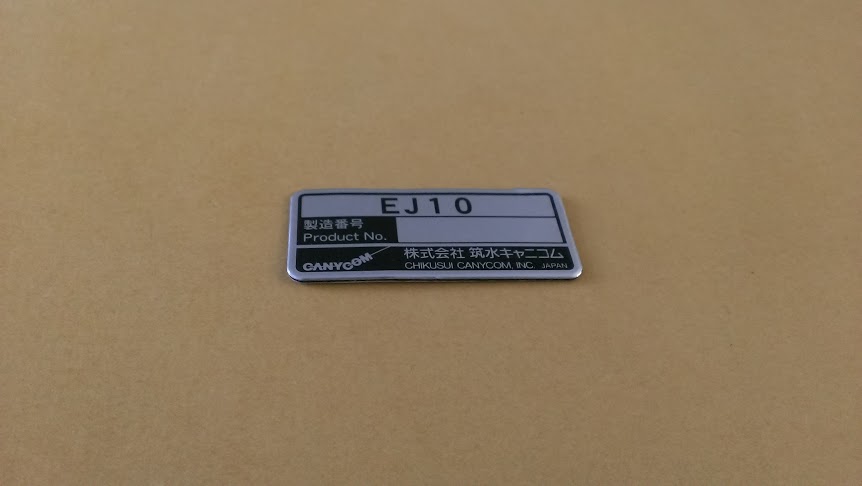 EJ10
製造番号
Product No.
CANYCOM
株式会社 筑水キャニコム
CHIKUSUI CANYCOM, INC. JAPAN